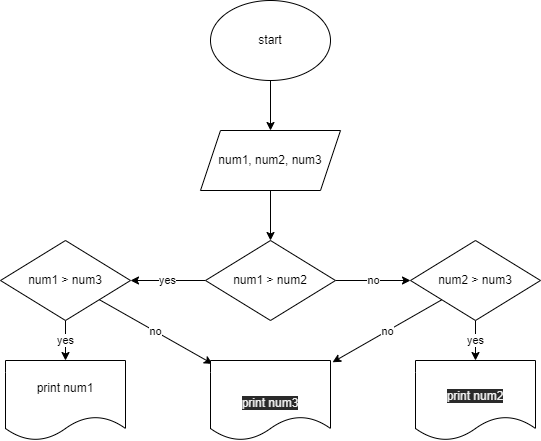 start
num1, num2, num3
num1 > num3
yes
num1 > num2
no
num2 > num3
yes
no
no
yes
print num1
print num3
print num2